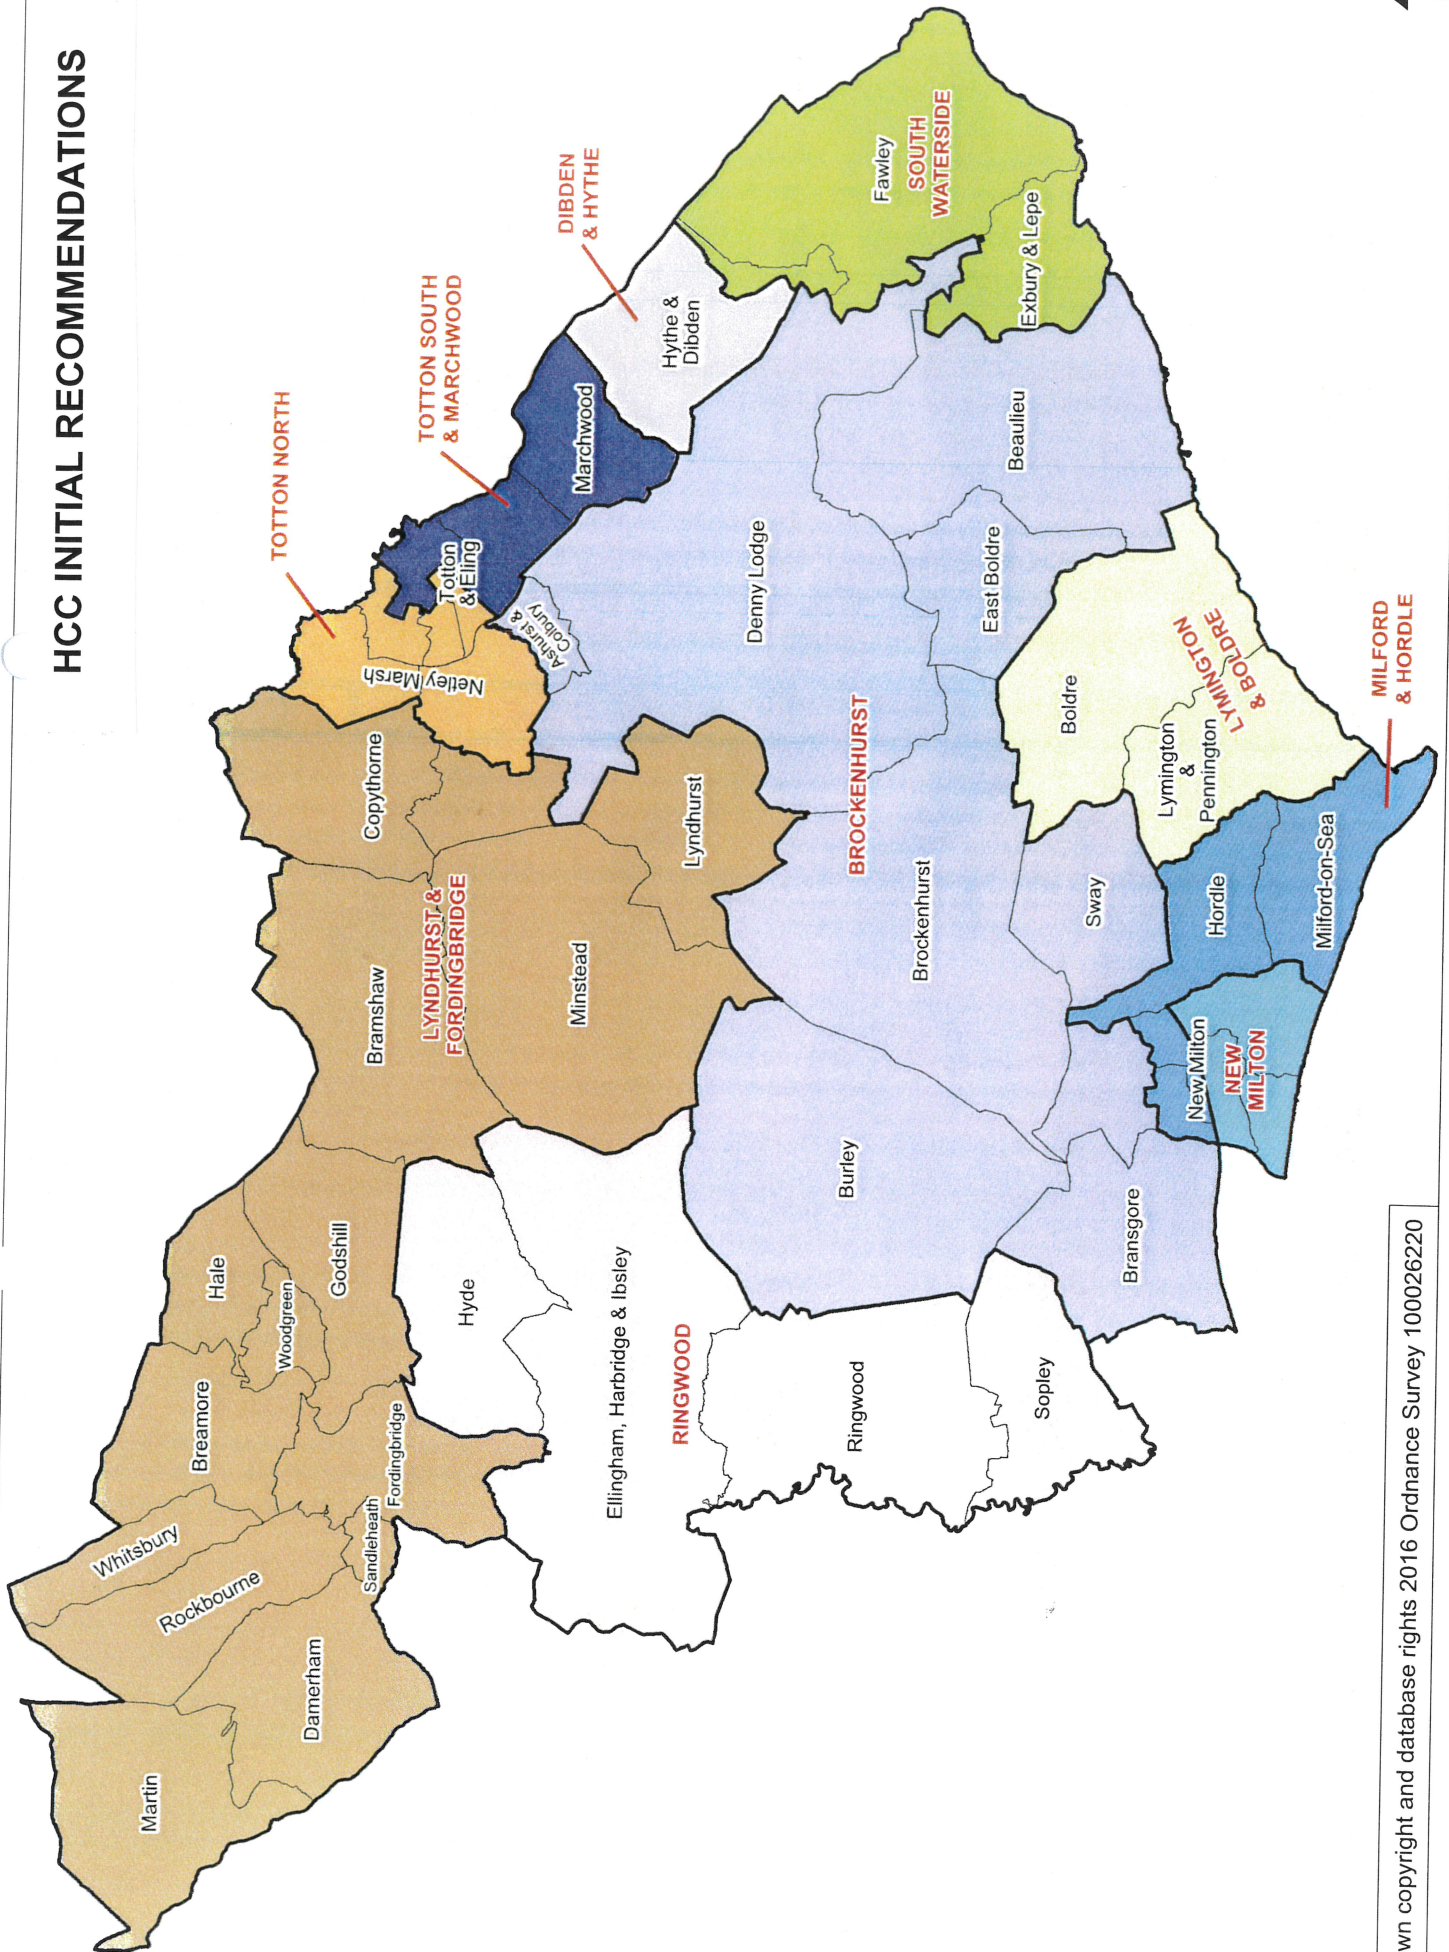 HCC INITIAL RECOMMENDATIONS
Martin
Damerham
Rockbourne
Whitsbury
Breamore
Hale
Woodgreen
Godshill
Sandleheath
Fordingbridge
Hyde
Ellingham, Harbridge & Ibsley
RINGWOOD
Ringwood
Sopley
Bramshaw
LYNDHURST &
FORDINGBRIDGE
Copythorne
Minstead
Lyndhurst
TOTTON NORTH
Netley Marsh
Totton
& Eling
TOTTON SOUTH
& MARCHWOOD
Marchwood
DIBDEN
& HYTHE
Hythe &
Dibden
Ashurst &
Colbury
Denny Lodge
BROCKENHURST
Brockenhurst
Burley
Bransgore
Sway
East Boldre
Beaulieu
Fawley
SOUTH
WATERSIDE
Exbury & Lepe
Boldre
LYMINGTON
& BOLDRE
Lymington
&
Pennington
Hordle
Milford-on-Sea
MILFORD
& HORDLE
New Milton
NEW
MILTON
wn copyright and database rights 2016 Ordnance Survey 100026220